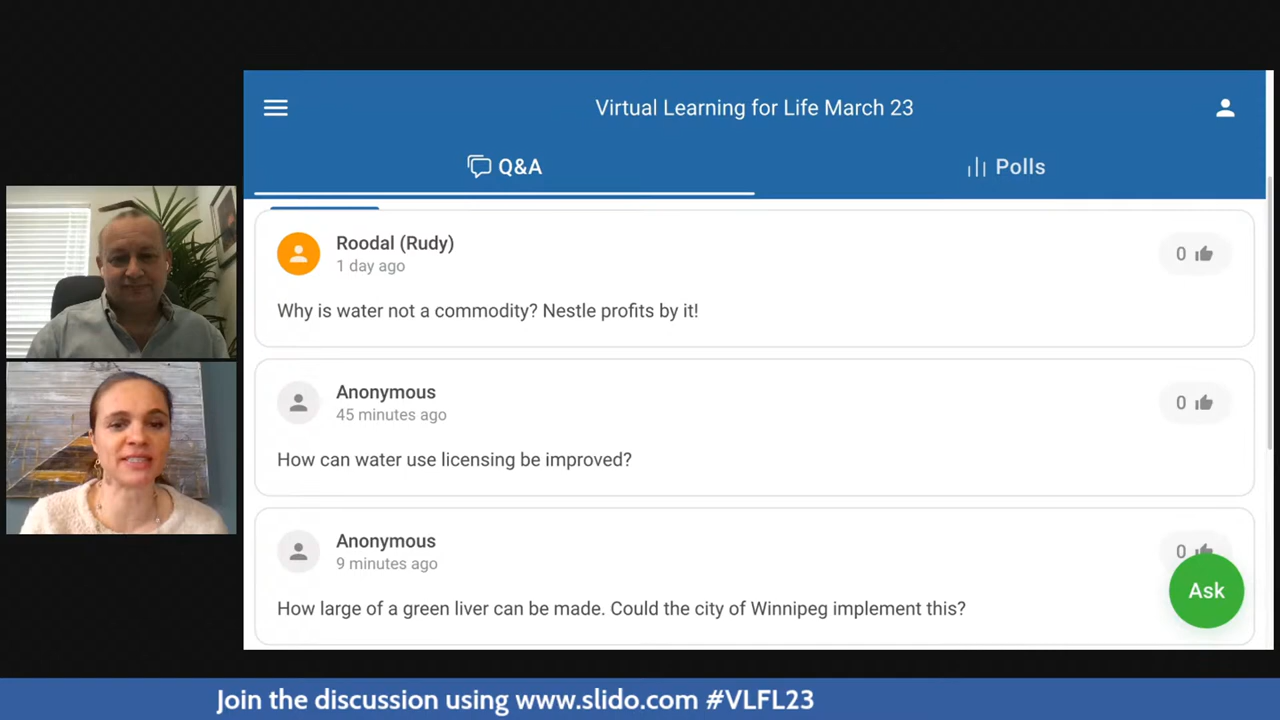 Virtual Learning for Life March 23
Q&A
Polls
Roodal (Rudy)
1 day ago
0
Why is water not a commodity? Nestle profits by it!
Anonymous
45 minutes ago
0
How can water use licensing be improved?
Anonymous
9 minutes ago
0
How large of a green liver can be made. Could the city of Winnipeg implement this?
Ask
Join the discussion using www.slido.com #VLFL23